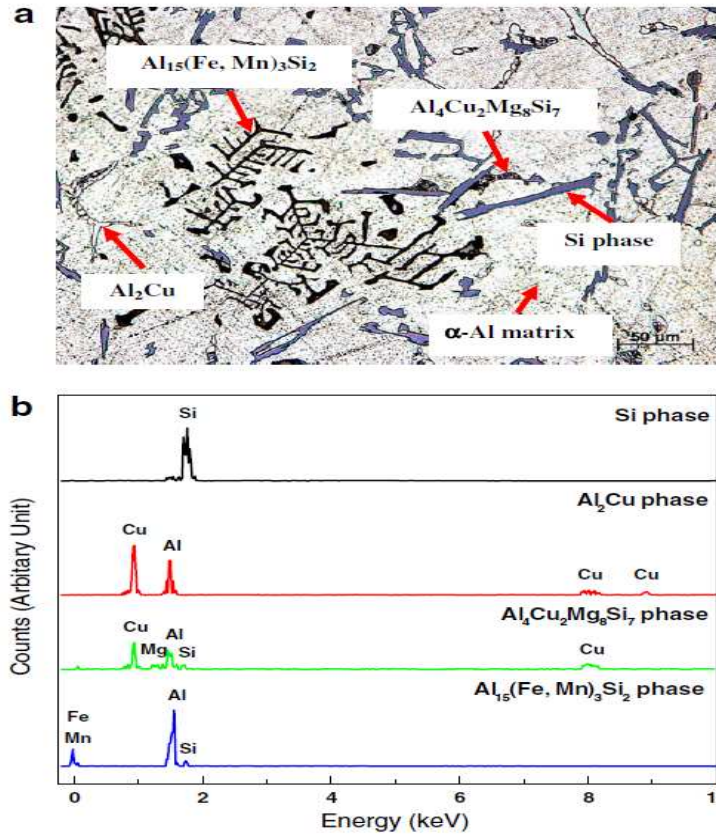 a
Al₁₅(Fe, Mn)₃Si₂
Al₄Cu₂Mg₈Si₇
Si phase
Al₂Cu
α-Al matrix
50 µm
b
Si
Si phase
Al₂Cu phase
Cu
Al
Cu
Cu
Al₄Cu₂Mg₈Si₇ phase
Cu
Mg
Al
Si
Cu
Al₁₅(Fe, Mn)₃Si₂ phase
Fe
Mn
Al
Si
Counts (Arbitary Unit)
0 2 4 6 8 1
Energy (keV)